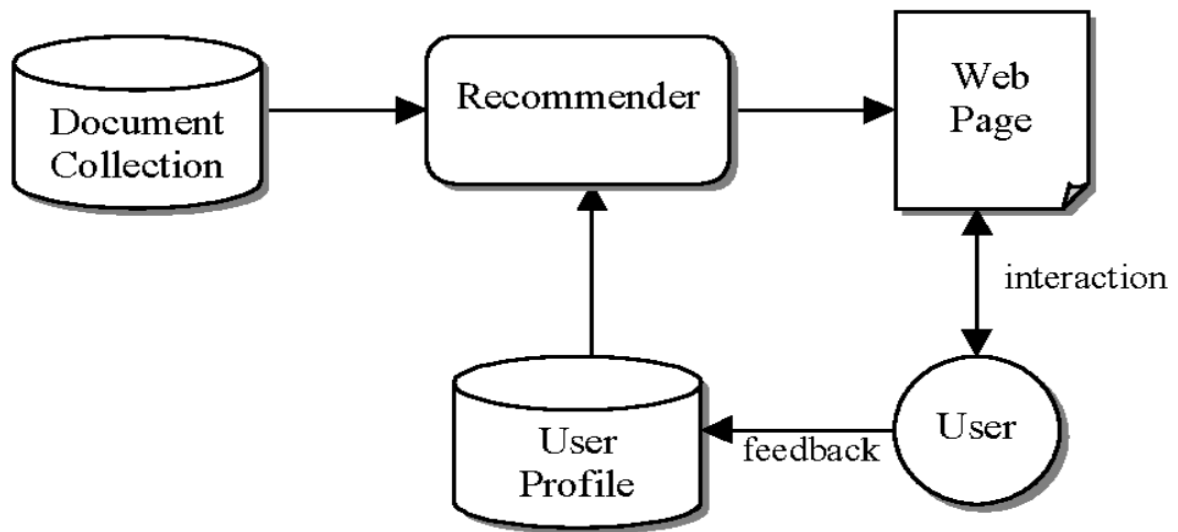 Document
Collection
Recommender
Web
Page
interaction
User
Profile
feedback
User